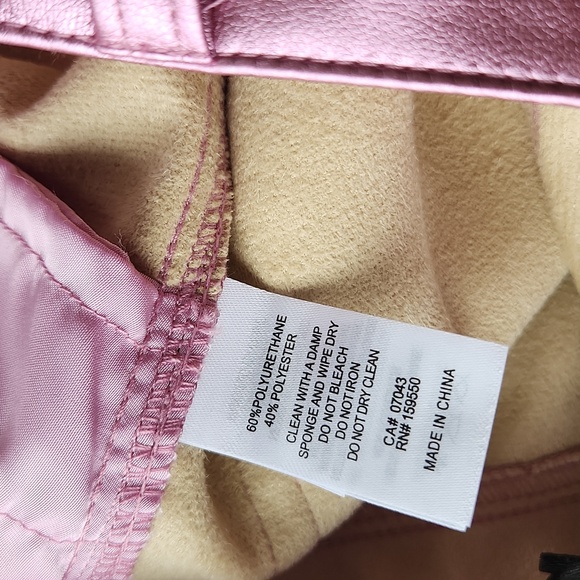 60%POLYURETHANE
40% POLYESTER
CLEAN WITH A DAMP
SPONGE AND WIPE DRY
DO NOT BLEACH
DO NOT IRON
DO NOT DRY CLEAN
CA# 07043
RN# 159550
MADE IN CHINA